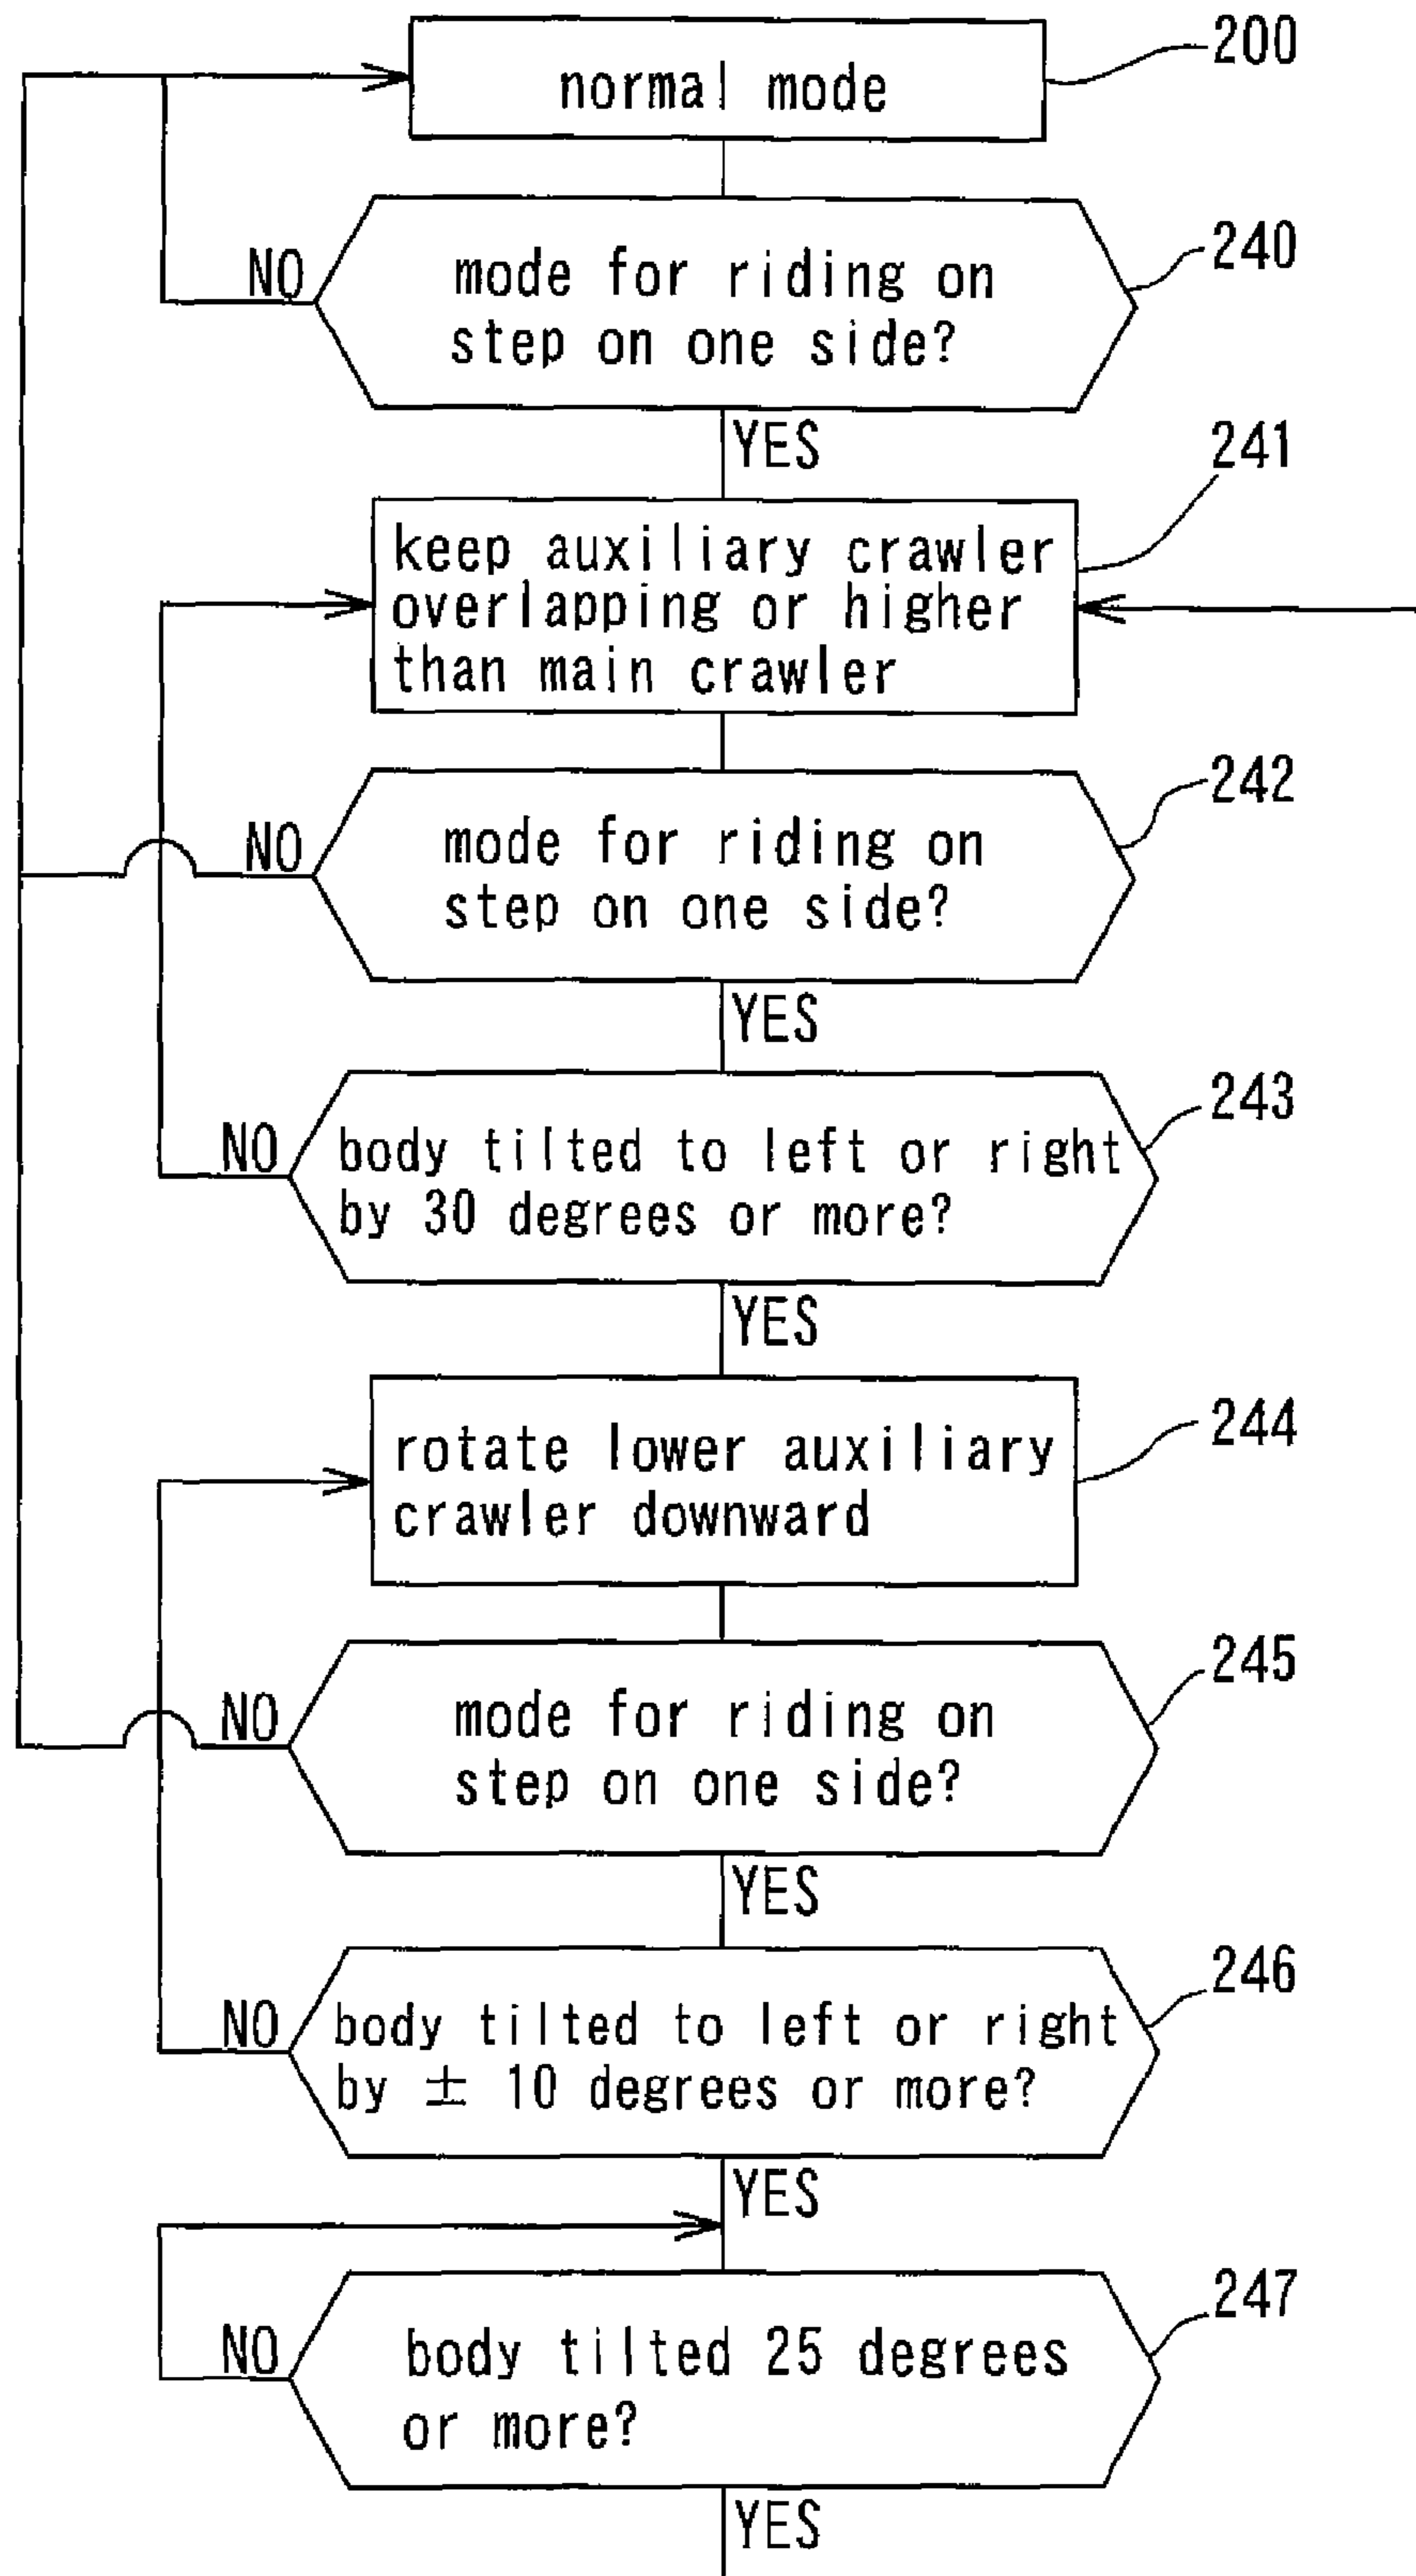 200
normal mode
240
NO
mode for riding on
step on one side?
YES
241
keep auxiliary crawler
overlapping or higher
than main crawler
242
NO
mode for riding on
step on one side?
YES
243
NO
body tilted to left or right
by 30 degrees or more?
YES
244
rotate lower auxiliary
crawler downward
245
NO
mode for riding on
step on one side?
YES
246
NO
body tilted to left or right
by ± 10 degrees or more?
YES
247
NO
body tilted 25 degrees
or more?
YES